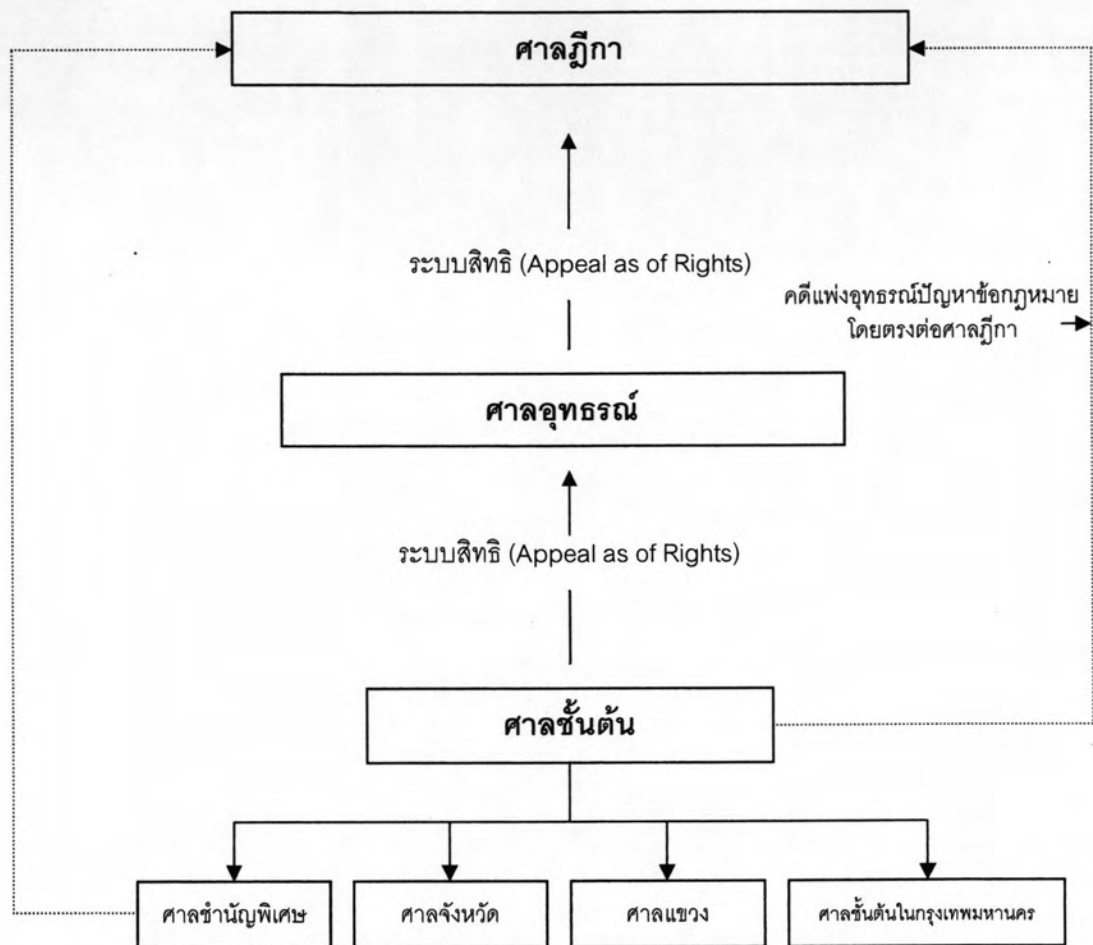 ศาลฎีกา
ระบบสิทธิ (Appeal as of Rights)
คดีแพ่งอุทธรณ์ปัญหาข้อกฎหมาย
โดยตรงต่อศาลฎีกา
ศาลอุทธรณ์
ระบบสิทธิ (Appeal as of Rights)
ศาลชั้นต้น
ศาลชำนัญพิเศษ
ศาลจังหวัด
ศาลแขวง
ศาลชั้นต้นในกรุงเทพมหานคร